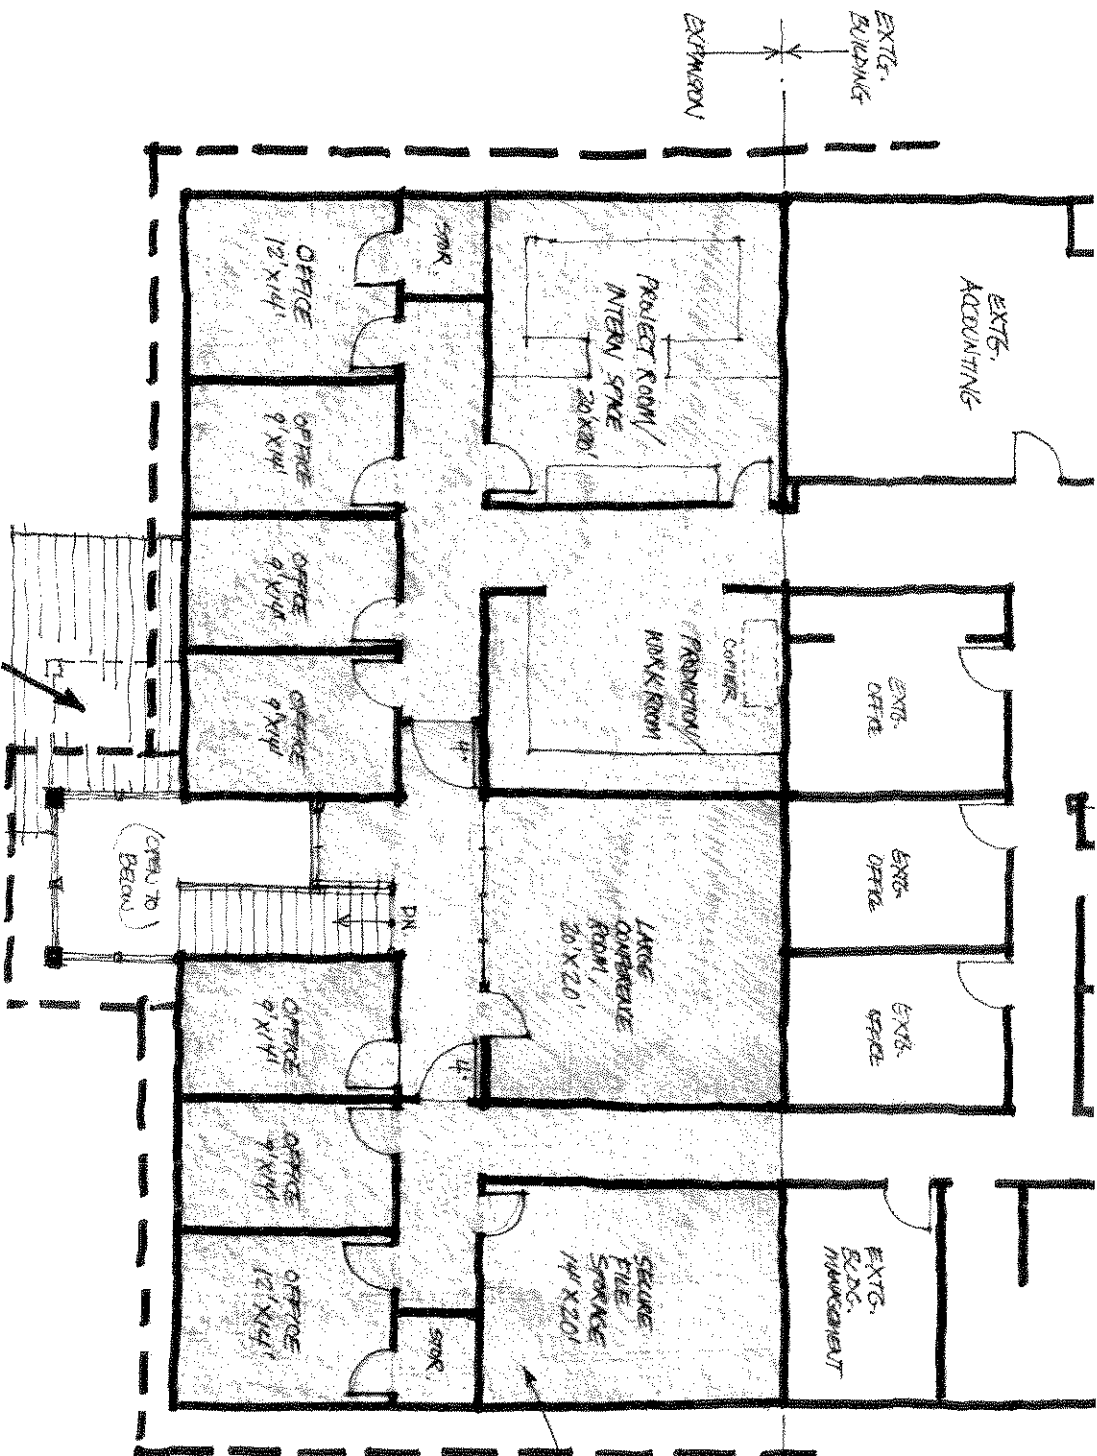 EXTG.
BUILDING
EXPANSION
EXTG.
ACCOUNTING
PROJECT ROOM/
INTERN SPACE
20'X20'
STOR.
OFFICE
12'X14'
OFFICE
9'X14'
OFFICE
9'X14'
OFFICE
9'X14'
EXTG.
OFFICE
COPIER
PRODUCTION/
WORKROOM
4'
EXTG.
OFFICE
(OPEN TO
BELOW)
DN.
LARGE
CONFERENCE
ROOM,
20'X20'
EXTG.
OFFICE
4'
OFFICE
9'X14'
OFFICE
9'X14'
OFFICE
12'X14'
STOR.
SECURE
FILE
STORAGE
14'X20'
EXTG.
BLDG.
MANAGEMENT